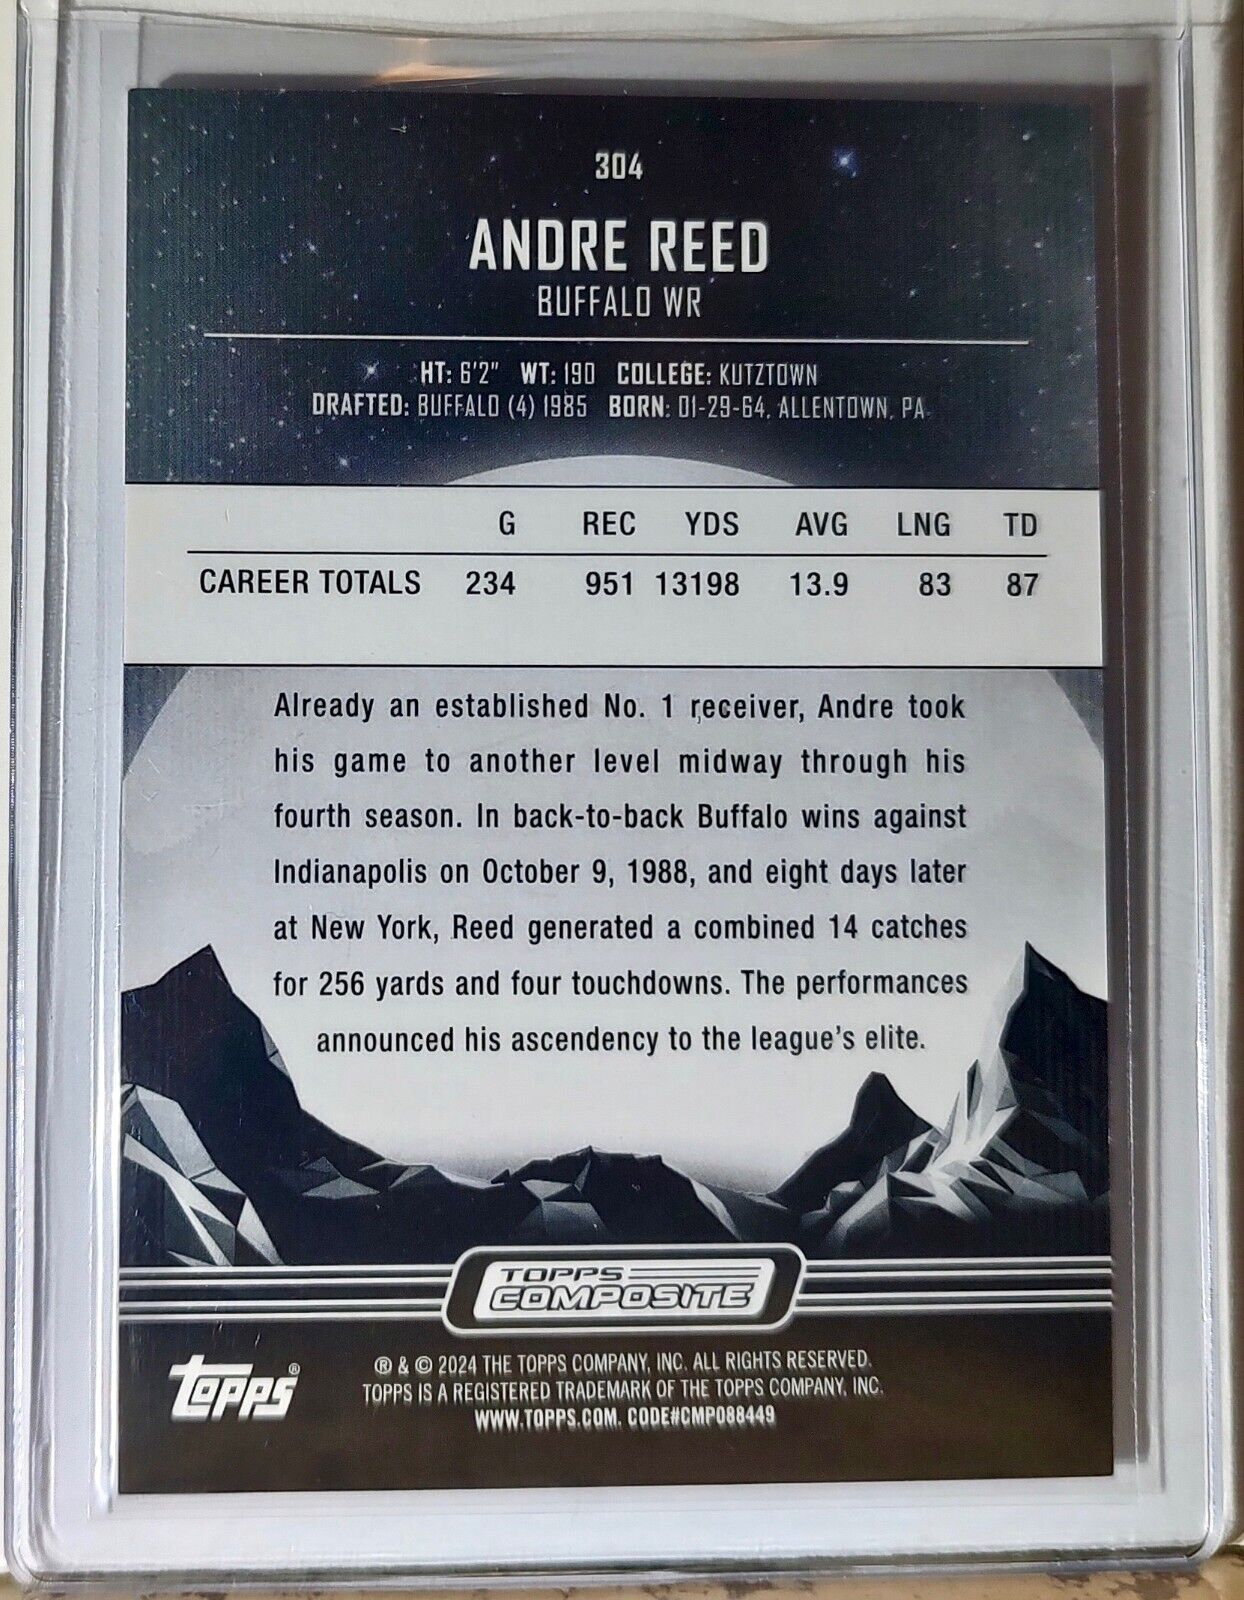 304
ANDRE REED
BUFFALO WR
HT: 6'2" WT: 190 COLLEGE: KUTZTOWN
DRAFTED: BUFFALO (4) 1985 BORN: 01-29-64, ALLENTOWN, PA
G REC YDS AVG LNG TD
CAREER TOTALS 234 951 13198 13.9 83 87
Already an established No. 1 receiver, Andre took
his game to another level midway through his
fourth season. In back-to-back Buffalo wins against
Indianapolis on October 9, 1988, and eight days later
at New York, Reed generated a combined 14 catches
for 256 yards and four touchdowns. The performances
announced his ascendency to the league's elite.
TOPPS
COMPOSITE
topps®
® & © 2024 THE TOPPS COMPANY, INC. ALL RIGHTS RESERVED.
TOPPS IS A REGISTERED TRADEMARK OF THE TOPPS COMPANY, INC.
WWW.TOPPS.COM. CODE#CMP088449